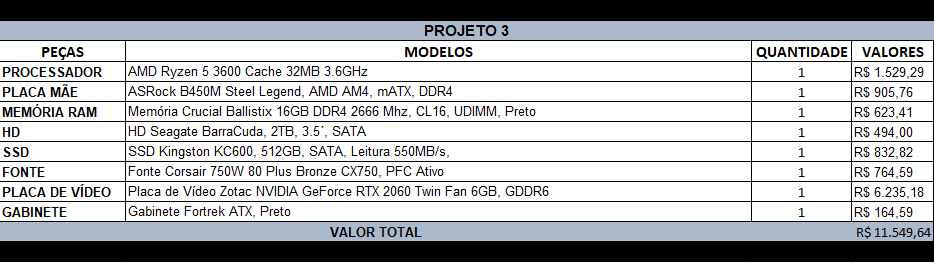 PROJETO 3
PEÇAS MODELOS QUANTIDADE VALORES
PROCESSADOR AMD Ryzen 5 3600 Cache 32MB 3.6GHz 1 R$ 1.529,29
PLACA MÃE ASRock B450M Steel Legend, AMD AM4, mATX, DDR4 1 R$ 905,76
MEMÓRIA RAM Memória Crucial Ballistix 16GB DDR4 2666 Mhz, CL16, UDIMM, Preto 1 R$ 623,41
HD HD Seagate BarraCuda, 2TB, 3.5´, SATA 1 R$ 494,00
SSD SSD Kingston KC600, 512GB, SATA, Leitura 550MB/s, 1 R$ 832,82
FONTE Fonte Corsair 750W 80 Plus Bronze CX750, PFC Ativo 1 R$ 764,59
PLACA DE VÍDEO Placa de Vídeo Zotac NVIDIA GeForce RTX 2060 Twin Fan 6GB, GDDR6 1 R$ 6.235,18
GABINETE Gabinete Fortrek ATX, Preto 1 R$ 164,59
VALOR TOTAL R$ 11.549,64